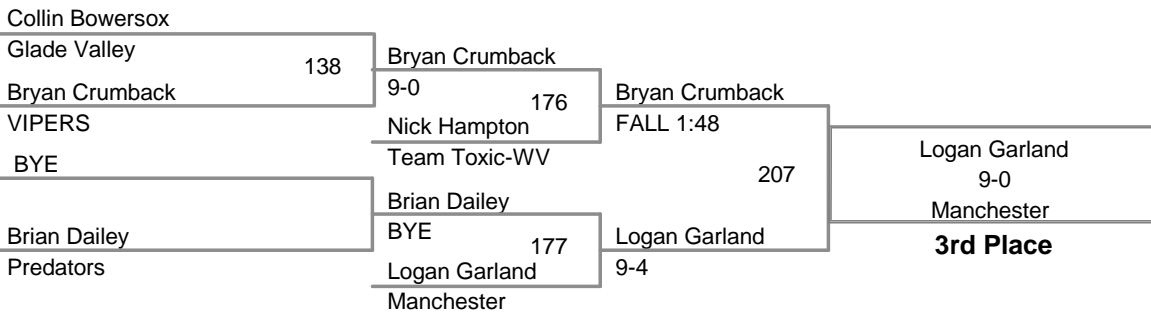 Collin Bowersox
Glade Valley
138
Bryan Crumback
VIPERS
BYE
Brian Dailey
Predators
Bryan Crumback
9-0
176
Nick Hampton
Team Toxic-WV
Brian Dailey
BYE
177
Logan Garland
Manchester
Bryan Crumback
FALL 1:48
207
Logan Garland
9-4
Logan Garland
9-0
Manchester
3rd Place